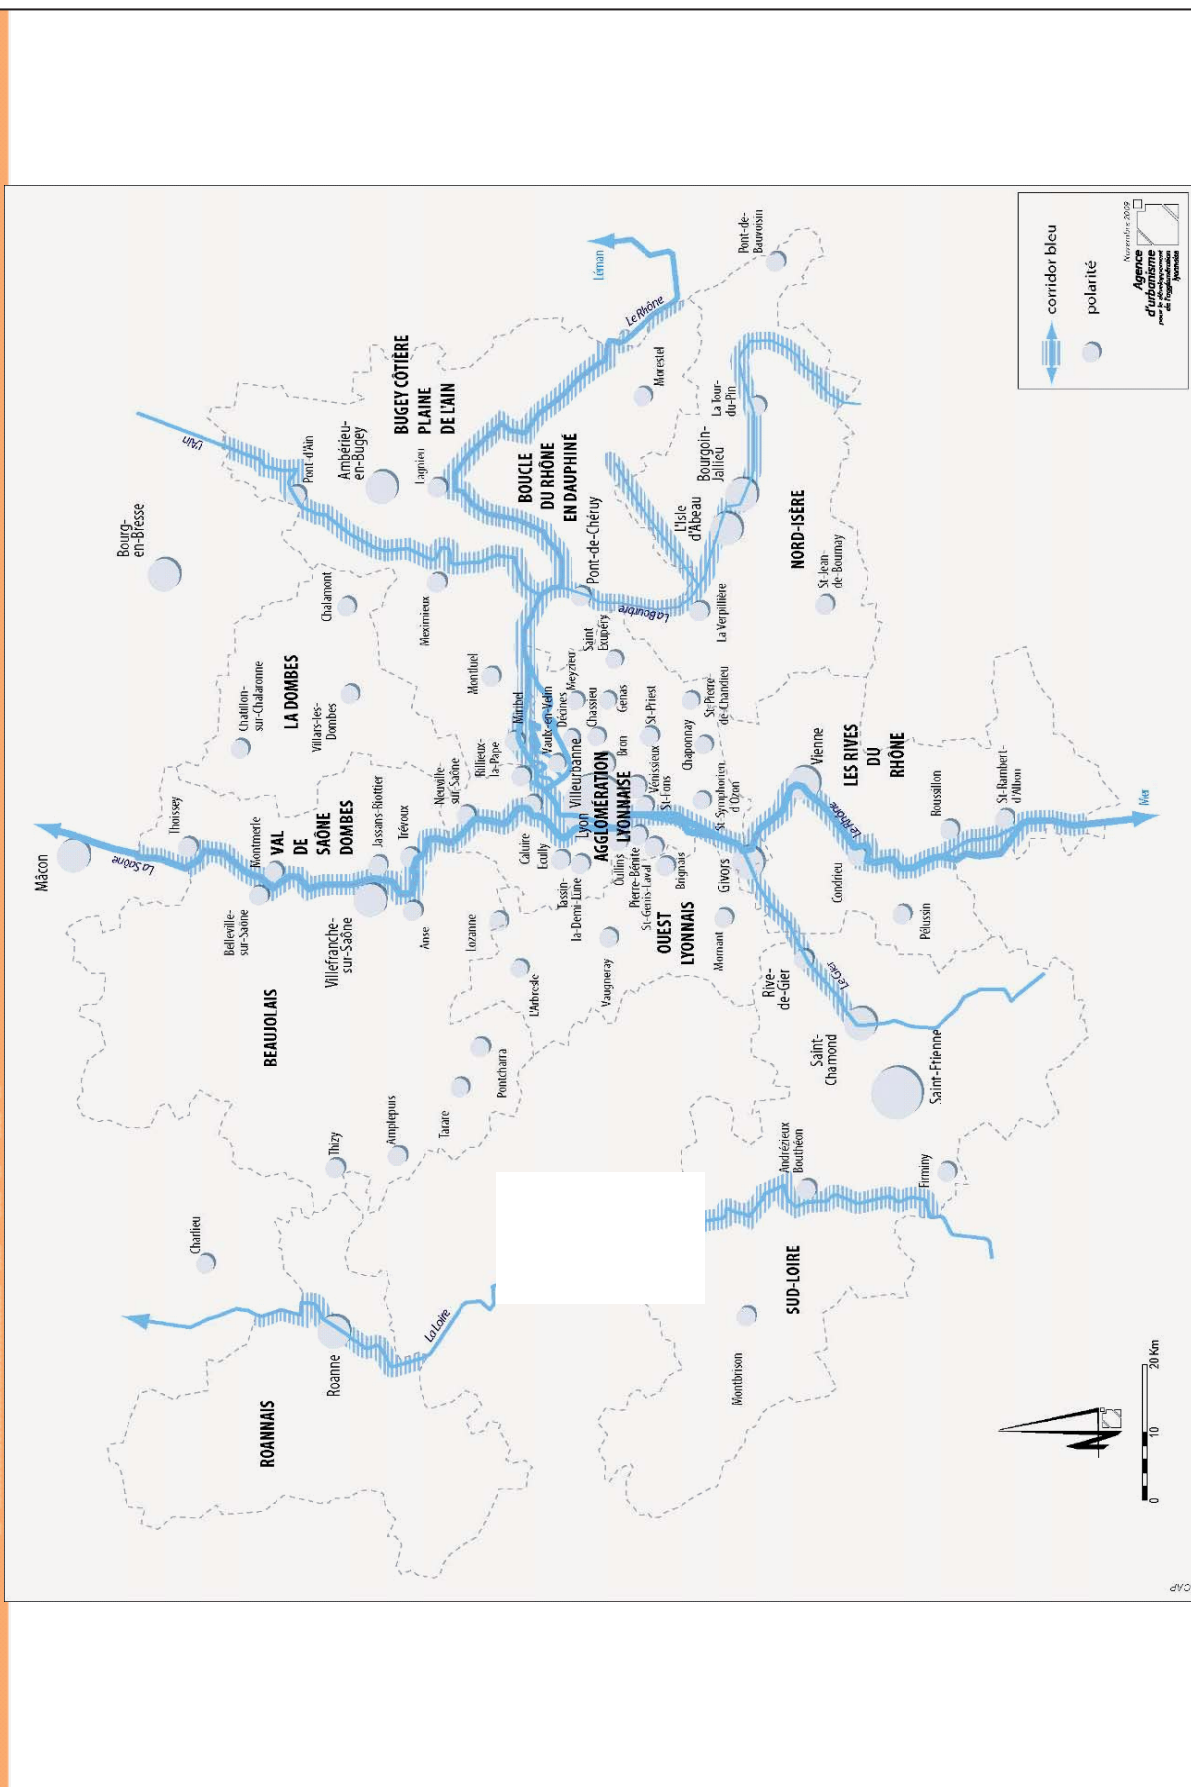 Mâcon
La Saône
Thoissey
Montmerle
Belleville-
sur-Saône
VAL
DE
SAÔNE
DOMBES
Jassans-Riottier
Trévoux
Villefranche-
sur-Saône
Anse
Neuville-
sur-Saône
BEAUJOLAIS
Lozanne
L'Arbresle
Pontcharra
Tarare
Amplepuis
Thizy
Charlieu
Roanne
ROANNAIS
La Loire
Bourg-
en-Bresse
Chatillon-
sur-Chalaronne
LA DOMBES
Villars-les-
Dombes
Chalamont
L'Ain
Pont-d'Ain
Ambérieu-
en-Bugey
BUGEY CÔTIÈRE
PLAINE
DE L'AIN
Lagnieu
Meximieux
Montluel
Miribel
Rillieux-
la-Pape
BOUCLE
DU RHÔNE
EN DAUPHINÉ
Léman
Le Rhône
Pont-de-
Bauvoisin
Morestel
La Tour-
du-Pin
Bourgoin-
Jallieu
L'Isle
d'Abeau
Pont-de-Chéruy
La Bourbre
La Verpillière
NORD-ISÈRE
St-Jean-
de-Bournay
Saint
Exupéry
Meyzieu
Décines
Vaulx-en-Velin
Chassieu
Genas
St-Priest
Bron
Villeurbanne
Lyon
AGGLOMÉRATION
LYONNAISE
Caluire
Ecully
Tassin-
la-Demi-Lune
Oullins
Pierre-Bénite
St-Genis-Laval
Brignais
Vénissieux
St-Fons
Chaponnay
St-Pierre-
de-Chandieu
St-Symphorien
d'Ozon
Vaugneray
OUEST
LYONNAIS
Mornant
Givors
Vienne
LES RIVES
DU
RHÔNE
Le Rhône
Condrieu
Roussillon
St-Rambert-
d'Albon
Mer
Pélussin
Rive-
de-Gier
Le Gier
Saint-
Chamond
Saint-Etienne
Andrézieux
Bouthéon
Firminy
SUD-LOIRE
Montbrison
0
10
20 Km
corridor bleu
polarité
Novembre 2009
Agence
d'urbanisme
pour le développement
de l'agglomération
lyonnaise
CAP